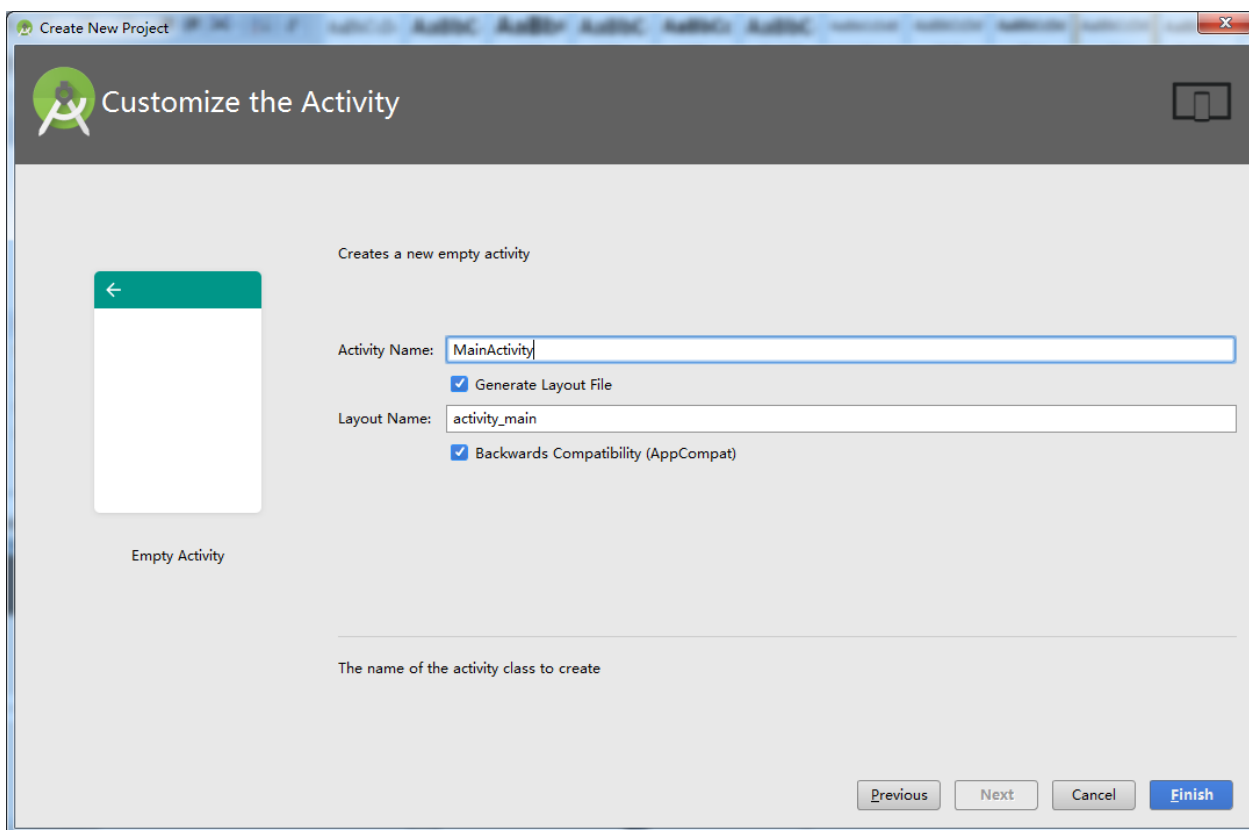 Create New Project
Customize the Activity
Creates a new empty activity
Activity Name: MainActivity
Generate Layout File
Layout Name: activity_main
Backwards Compatibility (AppCompat)
Empty Activity
The name of the activity class to create
Previous Next Cancel Finish